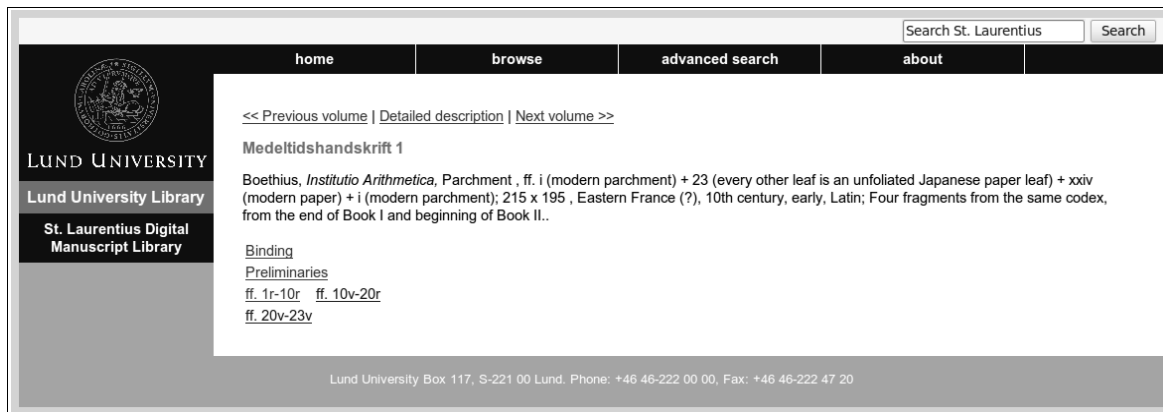 Search St. Laurentius Search
home browse advanced search about
LUND UNIVERSITY
Lund University Library
St. Laurentius Digital
Manuscript Library
<< Previous volume | Detailed description | Next volume >>
Medeltidshandskrift 1
Boethius, Institutio Arithmetica, Parchment , ff. i (modern parchment) + 23 (every other leaf is an unfoliated Japanese paper leaf) + xxiv
(modern paper) + i (modern parchment); 215 x 195 , Eastern France (?), 10th century, early, Latin; Four fragments from the same codex,
from the end of Book I and beginning of Book II..
Binding
Preliminaries
ff. 1r-10r ff. 10v-20r
ff. 20v-23v
Lund University Box 117, S-221 00 Lund. Phone: +46 46-222 00 00, Fax: +46 46-222 47 20